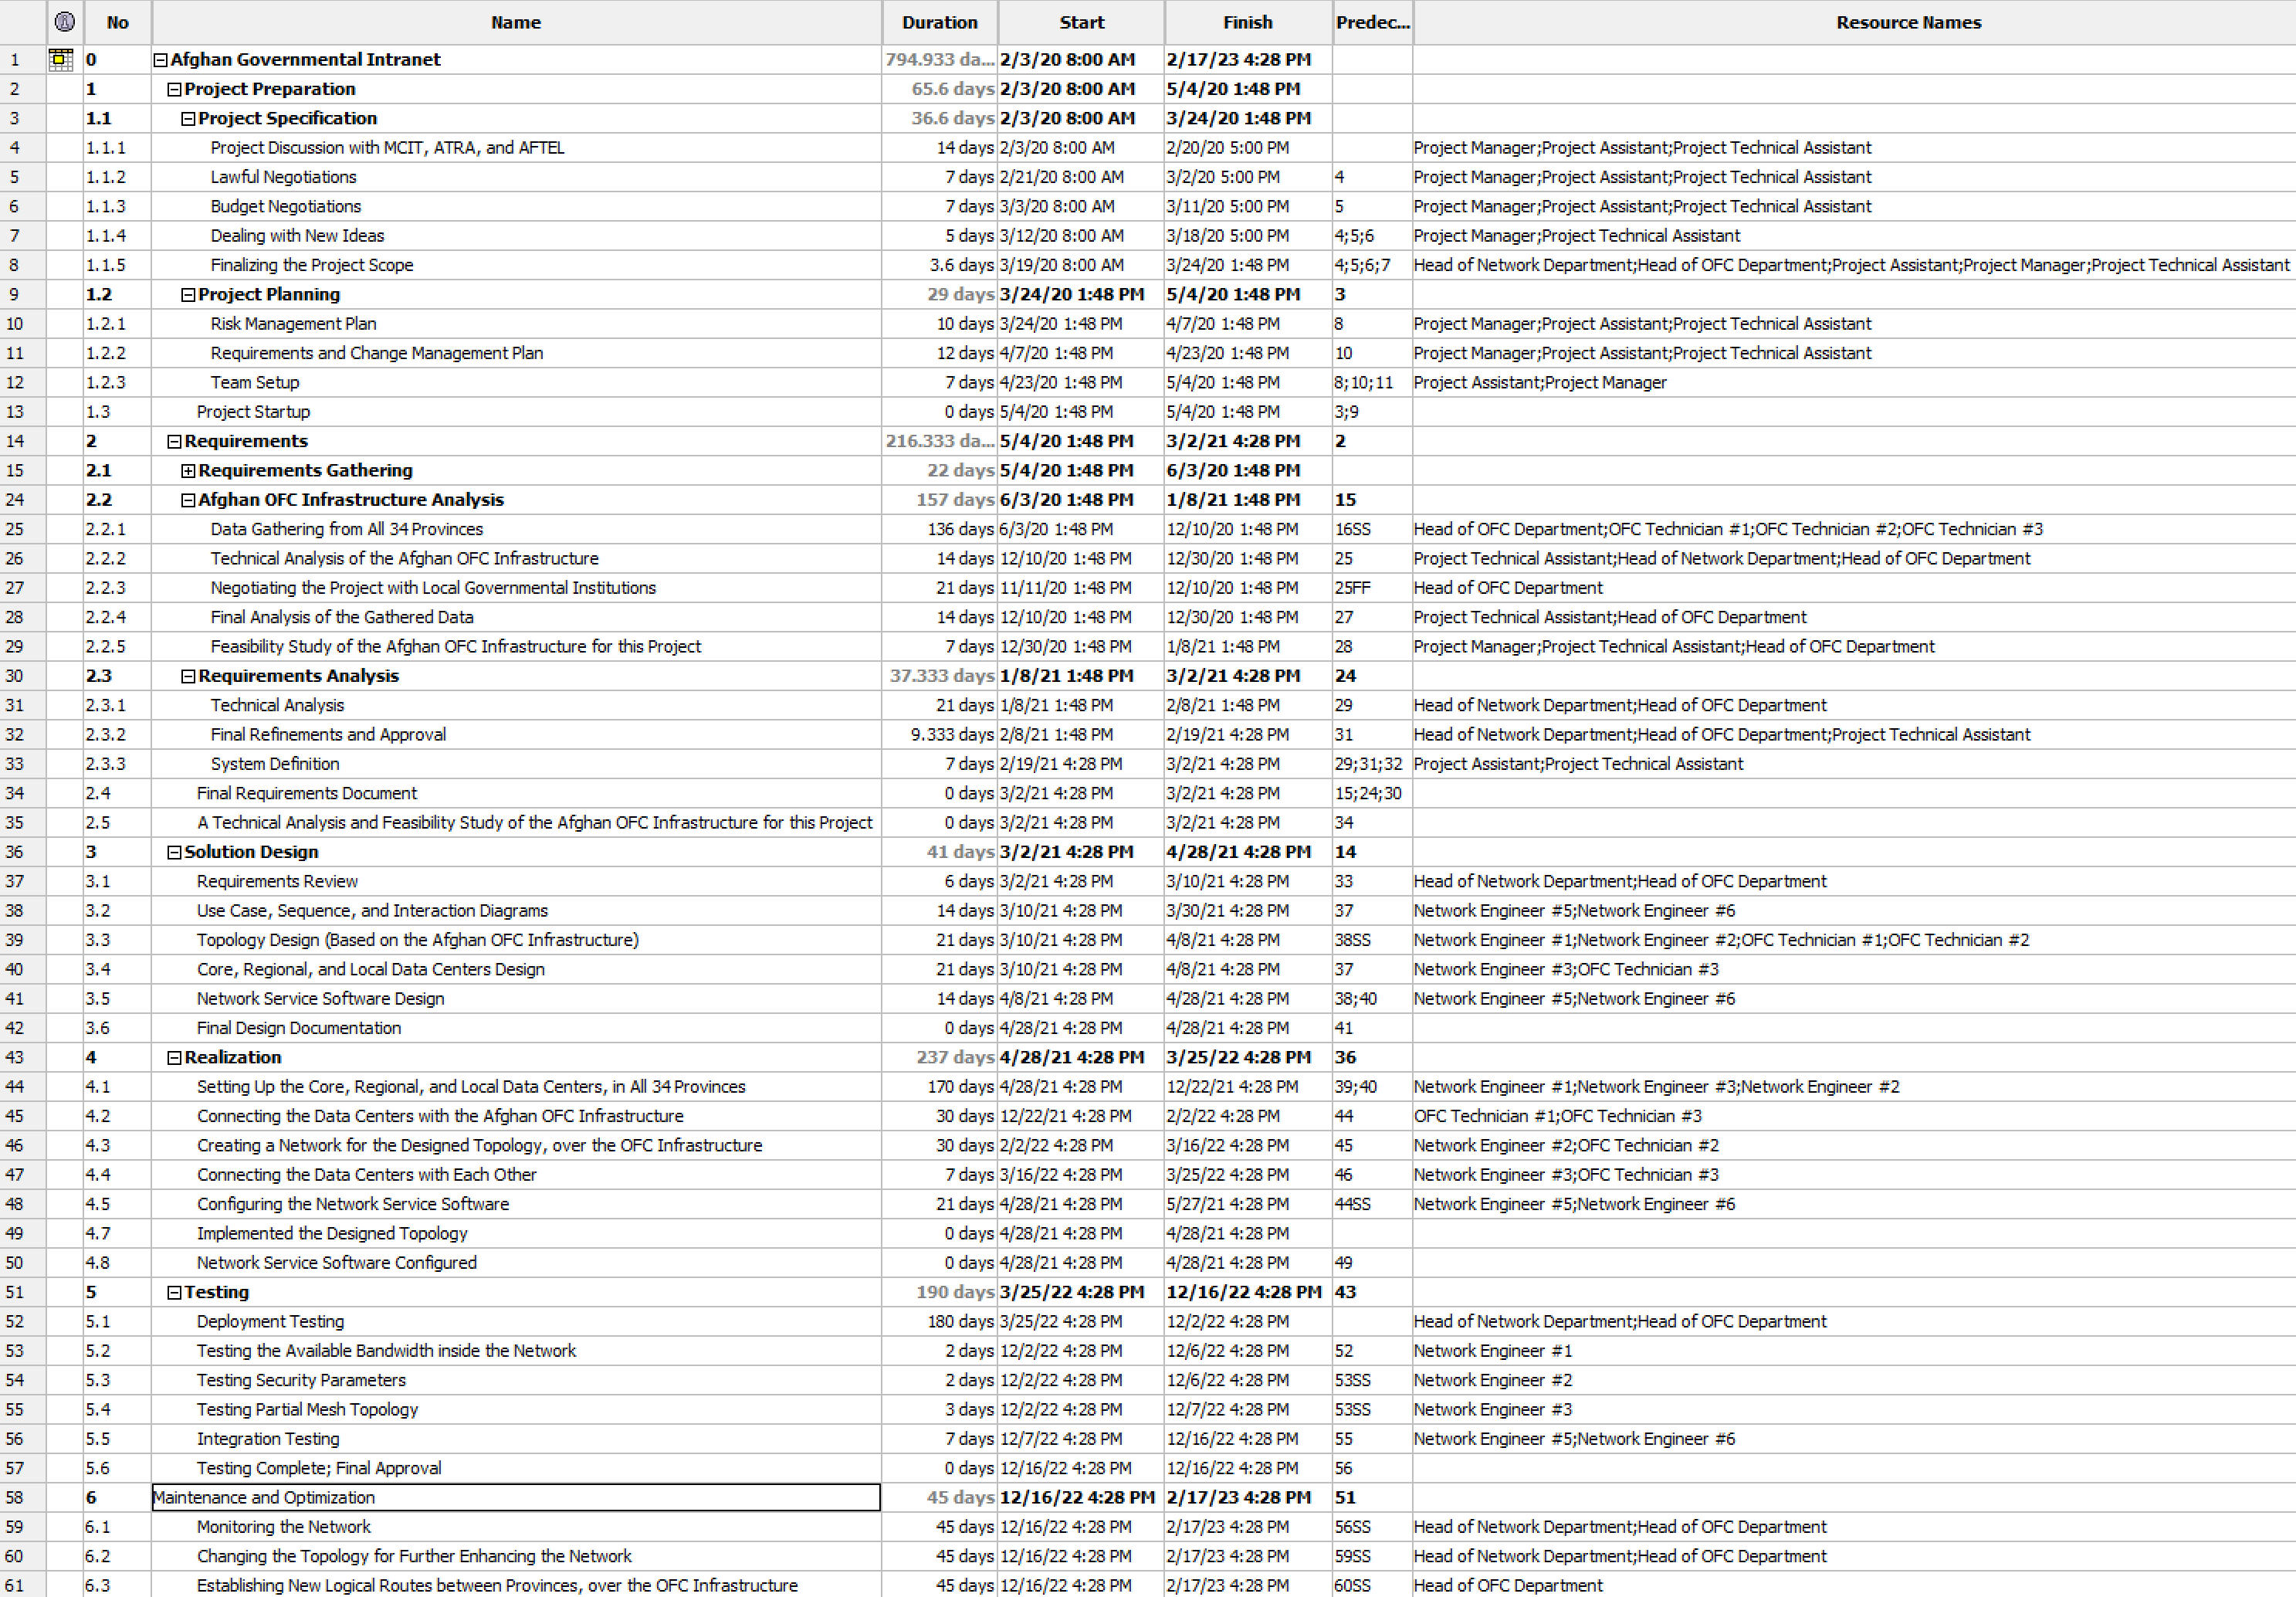 No Name Duration Start Finish Predec... Resource Names
1 0 Afghan Governmental Intranet 794.933 da... 2/3/20 8:00 AM 2/17/23 4:28 PM
2 1 Project Preparation 65.6 days 2/3/20 8:00 AM 5/4/20 1:48 PM
3 1.1 Project Specification 36.6 days 2/3/20 8:00 AM 3/24/20 1:48 PM
4 1.1.1 Project Discussion with MCIT, ATRA, and AFTEL 14 days 2/3/20 8:00 AM 2/20/20 5:00 PM Project Manager;Project Assistant;Project Technical Assistant
5 1.1.2 Lawful Negotiations 7 days 2/21/20 8:00 AM 3/2/20 5:00 PM 4 Project Manager;Project Assistant;Project Technical Assistant
6 1.1.3 Budget Negotiations 7 days 3/3/20 8:00 AM 3/11/20 5:00 PM 5 Project Manager;Project Assistant;Project Technical Assistant
7 1.1.4 Dealing with New Ideas 5 days 3/12/20 8:00 AM 3/18/20 5:00 PM 4;5;6 Project Manager;Project Technical Assistant
8 1.1.5 Finalizing the Project Scope 3.6 days 3/19/20 8:00 AM 3/24/20 1:48 PM 4;5;6;7 Head of Network Department;Head of OFC Department;Project Assistant;Project Manager;Project Technical Assistant
9 1.2 Project Planning 29 days 3/24/20 1:48 PM 5/4/20 1:48 PM 3
10 1.2.1 Risk Management Plan 10 days 3/24/20 1:48 PM 4/7/20 1:48 PM 8 Project Manager;Project Assistant;Project Technical Assistant
11 1.2.2 Requirements and Change Management Plan 12 days 4/7/20 1:48 PM 4/23/20 1:48 PM 10 Project Manager;Project Assistant;Project Technical Assistant
12 1.2.3 Team Setup 7 days 4/23/20 1:48 PM 5/4/20 1:48 PM 8;10;11 Project Assistant;Project Manager
13 1.3 Project Startup 0 days 5/4/20 1:48 PM 5/4/20 1:48 PM 3;9
14 2 Requirements 216.333 da... 5/4/20 1:48 PM 3/2/21 4:28 PM 2
15 2.1 Requirements Gathering 22 days 5/4/20 1:48 PM 6/3/20 1:48 PM
24 2.2 Afghan OFC Infrastructure Analysis 157 days 6/3/20 1:48 PM 1/8/21 1:48 PM 15
25 2.2.1 Data Gathering from All 34 Provinces 136 days 6/3/20 1:48 PM 12/10/20 1:48 PM 16SS Head of OFC Department;OFC Technician #1;OFC Technician #2;OFC Technician #3
26 2.2.2 Technical Analysis of the Afghan OFC Infrastructure 14 days 12/10/20 1:48 PM 12/30/20 1:48 PM 25 Project Technical Assistant;Head of Network Department;Head of OFC Department
27 2.2.3 Negotiating the Project with Local Governmental Institutions 21 days 11/11/20 1:48 PM 12/10/20 1:48 PM 25FF Head of OFC Department
28 2.2.4 Final Analysis of the Gathered Data 14 days 12/10/20 1:48 PM 12/30/20 1:48 PM 27 Project Technical Assistant;Head of OFC Department
29 2.2.5 Feasibility Study of the Afghan OFC Infrastructure for this Project 7 days 12/30/20 1:48 PM 1/8/21 1:48 PM 28 Project Manager;Project Technical Assistant;Head of OFC Department
30 2.3 Requirements Analysis 37.333 days 1/8/21 1:48 PM 3/2/21 4:28 PM 24
31 2.3.1 Technical Analysis 21 days 1/8/21 1:48 PM 2/8/21 1:48 PM 29 Head of Network Department;Head of OFC Department
32 2.3.2 Final Refinements and Approval 9.333 days 2/8/21 1:48 PM 2/19/21 4:28 PM 31 Head of Network Department;Head of OFC Department;Project Technical Assistant
33 2.3.3 System Definition 7 days 2/19/21 4:28 PM 3/2/21 4:28 PM 29;31;32 Project Assistant;Project Technical Assistant
34 2.4 Final Requirements Document 0 days 3/2/21 4:28 PM 3/2/21 4:28 PM 15;24;30
35 2.5 A Technical Analysis and Feasibility Study of the Afghan OFC Infrastructure for this Project 0 days 3/2/21 4:28 PM 3/2/21 4:28 PM 34
36 3 Solution Design 41 days 3/2/21 4:28 PM 4/28/21 4:28 PM 14
37 3.1 Requirements Review 6 days 3/2/21 4:28 PM 3/10/21 4:28 PM 33 Head of Network Department;Head of OFC Department
38 3.2 Use Case, Sequence, and Interaction Diagrams 14 days 3/10/21 4:28 PM 3/30/21 4:28 PM 37 Network Engineer #5;Network Engineer #6
39 3.3 Topology Design (Based on the Afghan OFC Infrastructure) 21 days 3/10/21 4:28 PM 4/8/21 4:28 PM 38SS Network Engineer #1;Network Engineer #2;OFC Technician #1;OFC Technician #2
40 3.4 Core, Regional, and Local Data Centers Design 21 days 3/10/21 4:28 PM 4/8/21 4:28 PM 37 Network Engineer #3;OFC Technician #3
41 3.5 Network Service Software Design 14 days 4/8/21 4:28 PM 4/28/21 4:28 PM 38;40 Network Engineer #5;Network Engineer #6
42 3.6 Final Design Documentation 0 days 4/28/21 4:28 PM 4/28/21 4:28 PM 41
43 4 Realization 237 days 4/28/21 4:28 PM 3/25/22 4:28 PM 36
44 4.1 Setting Up the Core, Regional, and Local Data Centers, in All 34 Provinces 170 days 4/28/21 4:28 PM 12/22/21 4:28 PM 39;40 Network Engineer #1;Network Engineer #3;Network Engineer #2
45 4.2 Connecting the Data Centers with the Afghan OFC Infrastructure 30 days 12/22/21 4:28 PM 2/2/22 4:28 PM 44 OFC Technician #1;OFC Technician #3
46 4.3 Creating a Network for the Designed Topology, over the OFC Infrastructure 30 days 2/2/22 4:28 PM 3/16/22 4:28 PM 45 Network Engineer #2;OFC Technician #2
47 4.4 Connecting the Data Centers with Each Other 7 days 3/16/22 4:28 PM 3/25/22 4:28 PM 46 Network Engineer #3;OFC Technician #3
48 4.5 Configuring the Network Service Software 21 days 4/28/21 4:28 PM 5/27/21 4:28 PM 44SS Network Engineer #5;Network Engineer #6
49 4.7 Implemented the Designed Topology 0 days 4/28/21 4:28 PM 4/28/21 4:28 PM
50 4.8 Network Service Software Configured 0 days 4/28/21 4:28 PM 4/28/21 4:28 PM 49
51 5 Testing 190 days 3/25/22 4:28 PM 12/16/22 4:28 PM 43
52 5.1 Deployment Testing 180 days 3/25/22 4:28 PM 12/2/22 4:28 PM Head of Network Department;Head of OFC Department
53 5.2 Testing the Available Bandwidth inside the Network 2 days 12/2/22 4:28 PM 12/6/22 4:28 PM 52 Network Engineer #1
54 5.3 Testing Security Parameters 2 days 12/2/22 4:28 PM 12/6/22 4:28 PM 53SS Network Engineer #2
55 5.4 Testing Partial Mesh Topology 3 days 12/2/22 4:28 PM 12/7/22 4:28 PM 53SS Network Engineer #3
56 5.5 Integration Testing 7 days 12/7/22 4:28 PM 12/16/22 4:28 PM 55 Network Engineer #5;Network Engineer #6
57 5.6 Testing Complete; Final Approval 0 days 12/16/22 4:28 PM 12/16/22 4:28 PM 56
58 6 Maintenance and Optimization 45 days 12/16/22 4:28 PM 2/17/23 4:28 PM 51
59 6.1 Monitoring the Network 45 days 12/16/22 4:28 PM 2/17/23 4:28 PM 56SS Head of Network Department;Head of OFC Department
60 6.2 Changing the Topology for Further Enhancing the Network 45 days 12/16/22 4:28 PM 2/17/23 4:28 PM 59SS Head of Network Department;Head of OFC Department
61 6.3 Establishing New Logical Routes between Provinces, over the OFC Infrastructure 45 days 12/16/22 4:28 PM 2/17/23 4:28 PM 60SS Head of OFC Department